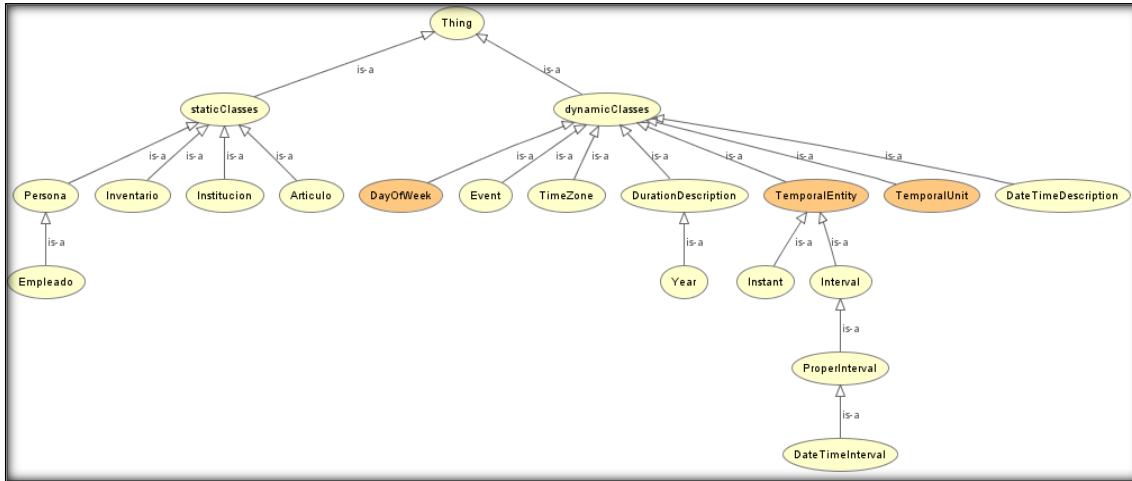 Thing
is-a
is-a
staticClasses
dynamicClasses
is-a
is-a
is-a
is-a
is-a
is-a
is-a
is-a
is-a
is-a
is-a
Persona
Inventario
Institucion
Articulo
DayOfWeek
Event
TimeZone
DurationDescription
TemporalEntity
TemporalUnit
DateTimeDescription
is-a
is-a
is-a
is-a
Empleado
Year
Instant
Interval
is-a
ProperInterval
is-a
DateTimeInterval